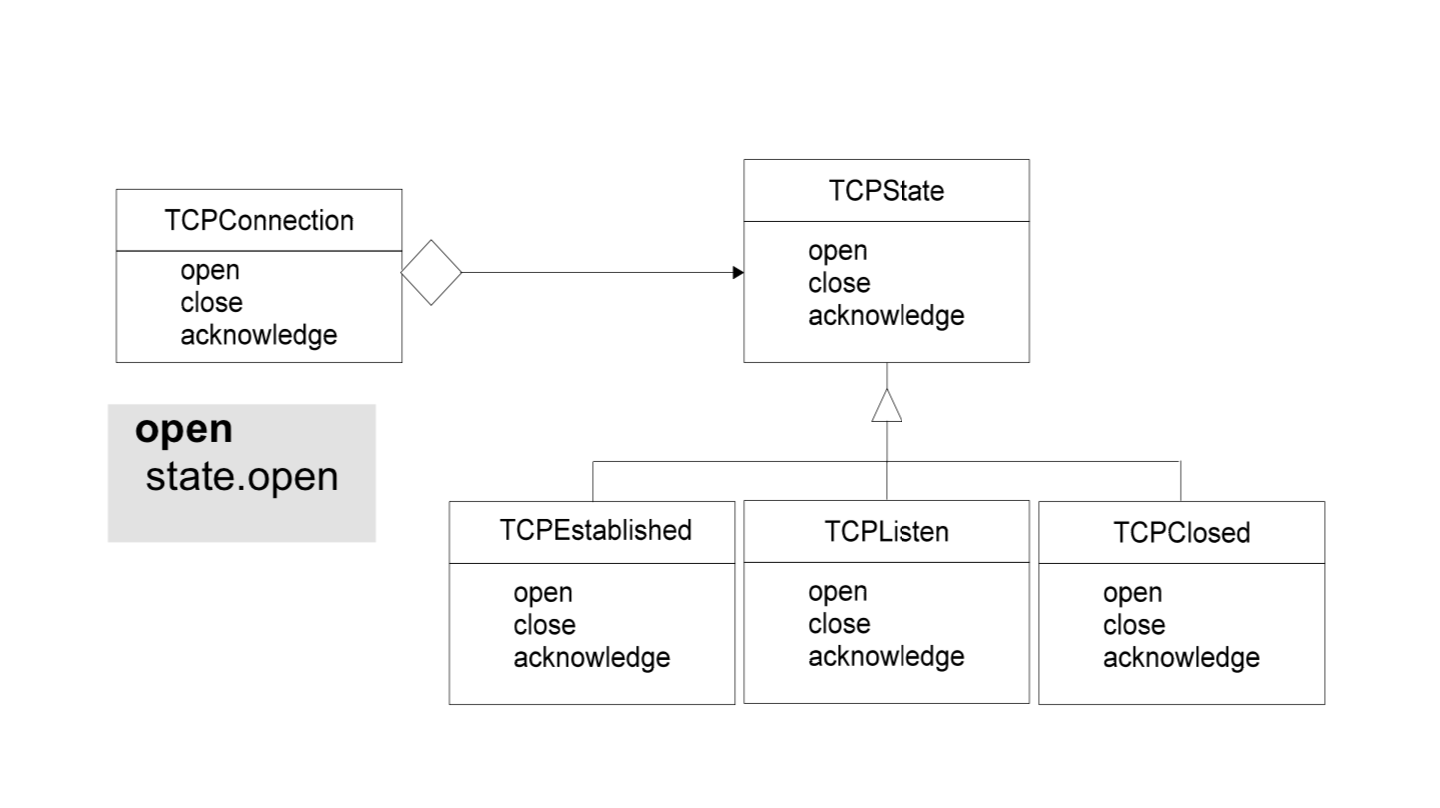 TCPConnection
open
close
acknowledge
TCPState
open
close
acknowledge
open
state.open
TCPEstablished
open
close
acknowledge
TCPListen
open
close
acknowledge
TCPClosed
open
close
acknowledge